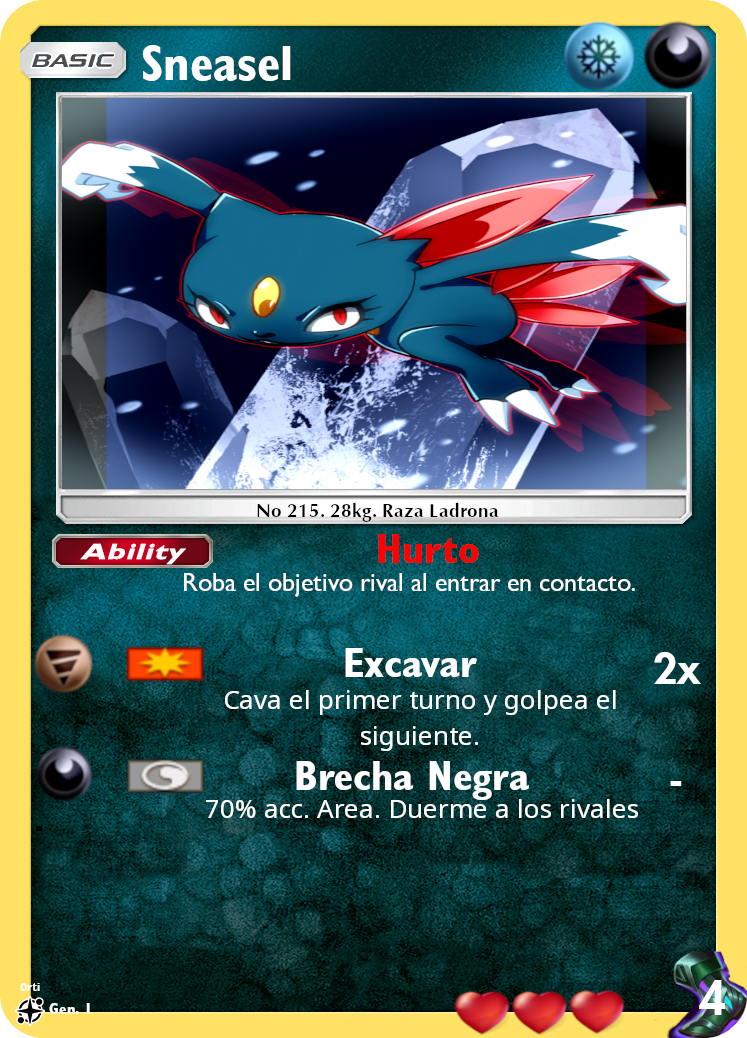 BASIC
Sneasel
No 215. 28kg. Raza Ladrona
Ability
Hurto
Roba el objetivo rival al entrar en contacto.
Excavar
2x
Cava el primer turno y golpea el
siguiente.
Brecha Negra
-
70% acc. Area. Duerme a los rivales
Orti
Gen. I
4